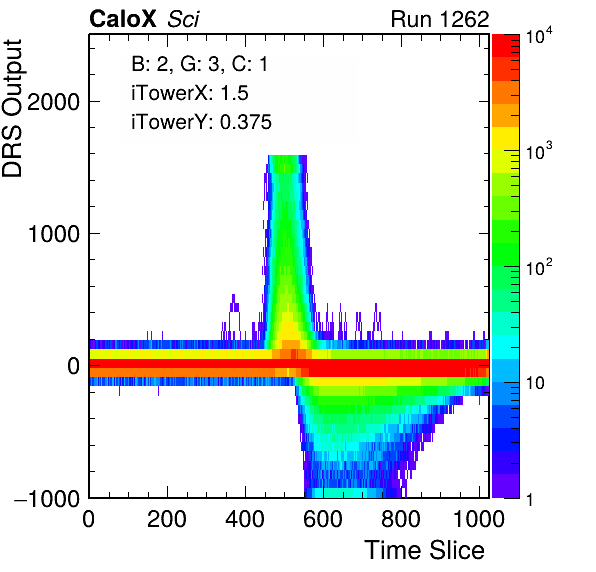 CaloX Sci Run 1262
10⁴
B: 2, G: 3, C: 1
iTowerX: 1.5
iTowerY: 0.375
DRS Output
2000
10³
1000
10²
0
10
−1000
1
0 200 400 600 800 1000
Time Slice